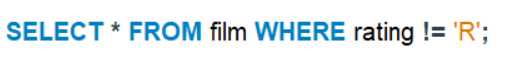 SELECT * FROM film WHERE rating != 'R';